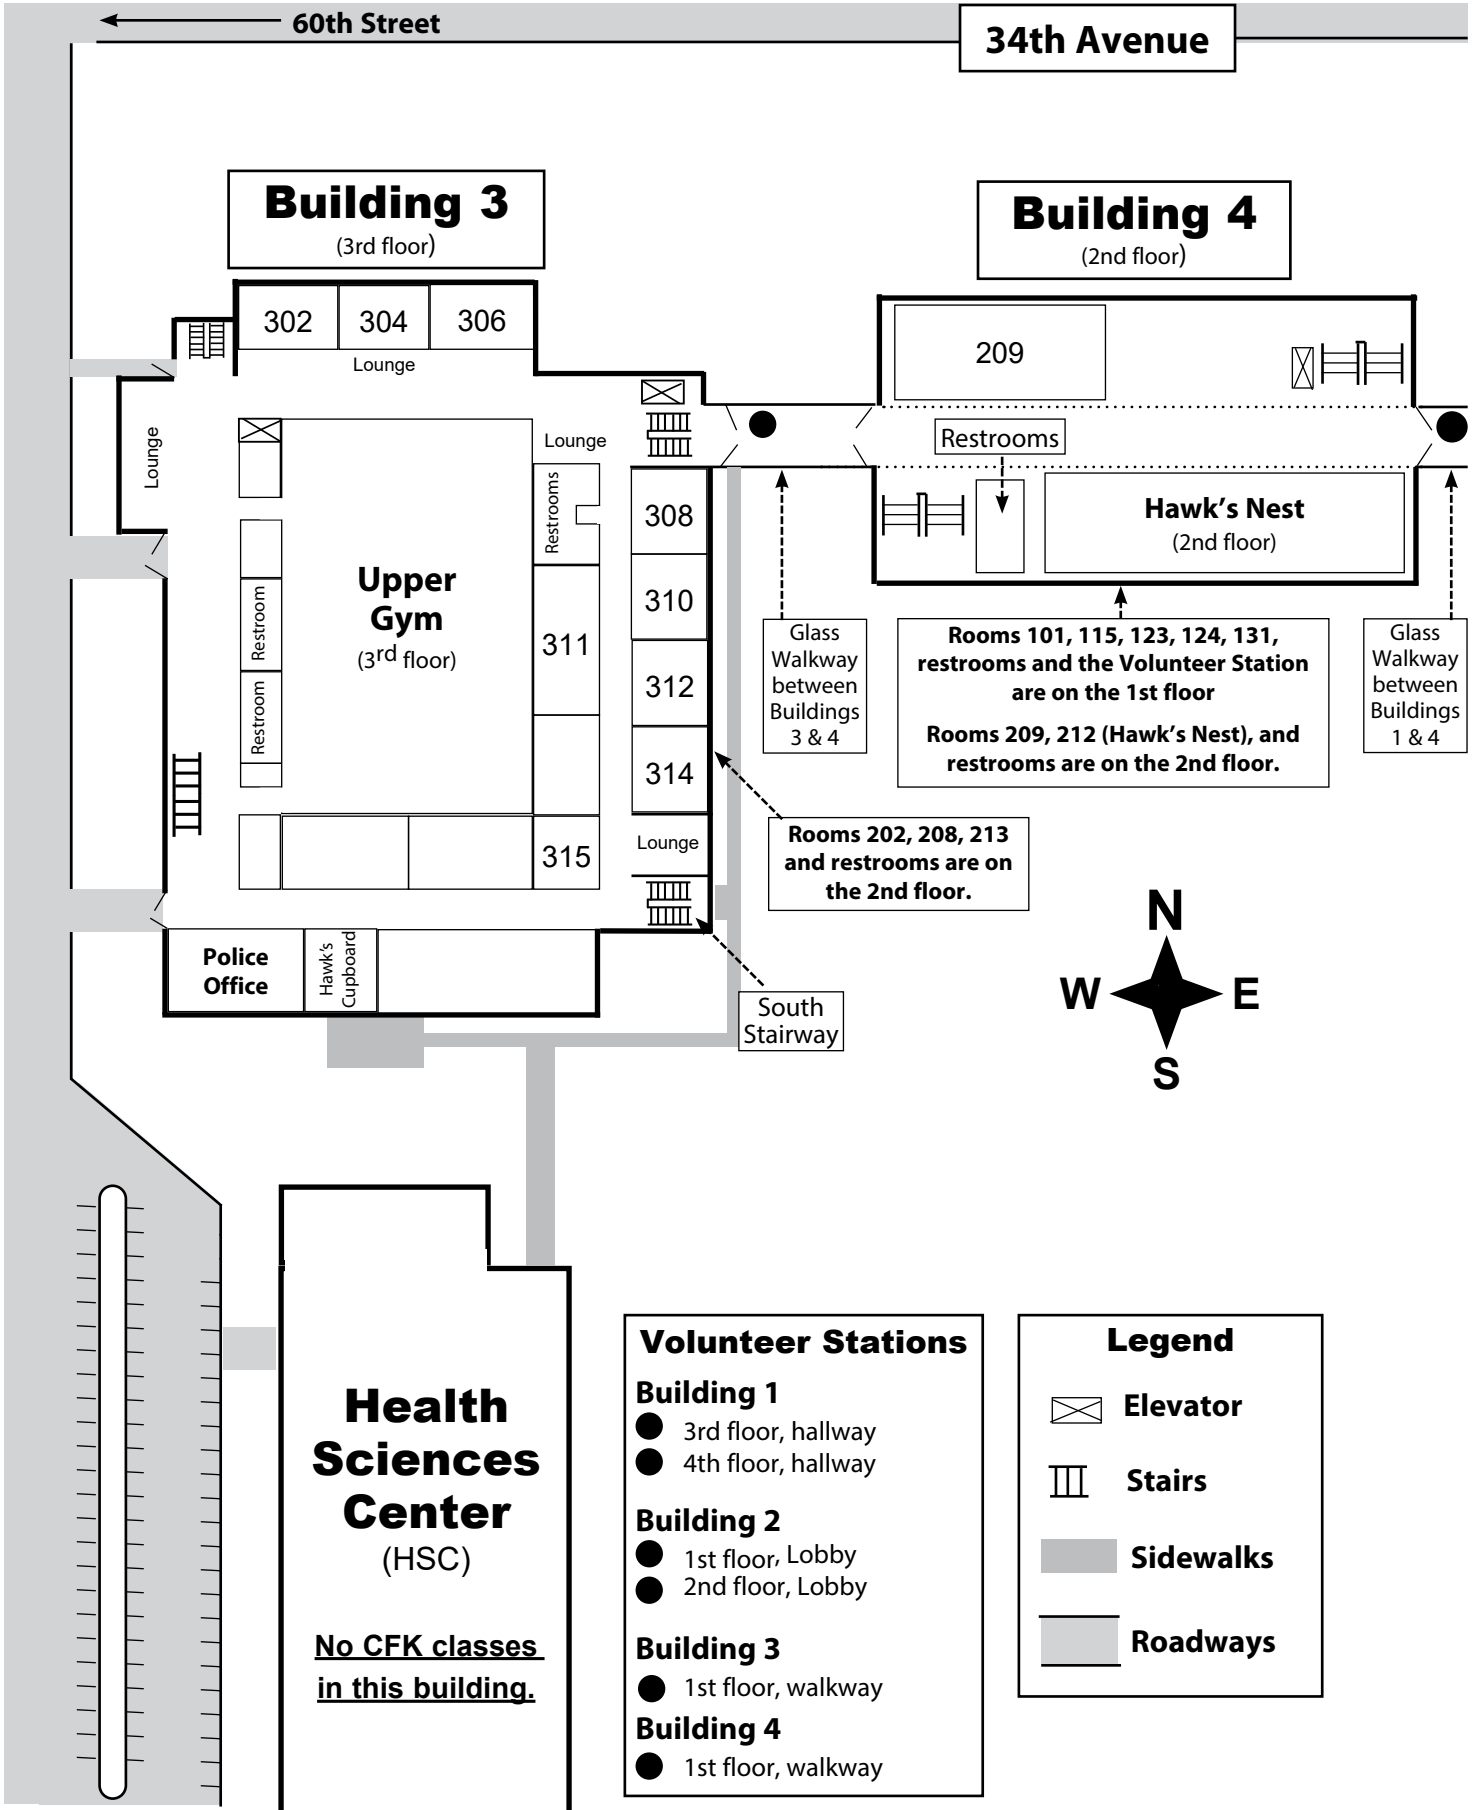 60th Street
34th Avenue
Building 3
(3rd floor)
Building 4
(2nd floor)
302
304
306
Lounge
209
Lounge
Lounge
Restrooms
Restrooms
308
Hawk's Nest
(2nd floor)
Upper
Gym
(3rd floor)
Restroom
Restroom
310
311
312
314
Lounge
315
Glass
Walkway
between
Buildings
3 & 4
Rooms 101, 115, 123, 124, 131,
restrooms and the Volunteer Station
are on the 1st floor
Rooms 209, 212 (Hawk's Nest), and
restrooms are on the 2nd floor.
Glass
Walkway
between
Buildings
1 & 4
Rooms 202, 208, 213
and restrooms are on
the 2nd floor.
Police
Office
Hawk's
Cupboard
South
Stairway
N
W
E
S
Health
Sciences
Center
(HSC)
No CFK classes
in this building.
Volunteer Stations
Building 1
3rd floor, hallway
4th floor, hallway
Building 2
1st floor, Lobby
2nd floor, Lobby
Building 3
1st floor, walkway
Building 4
1st floor, walkway
Legend
Elevator
Stairs
Sidewalks
Roadways